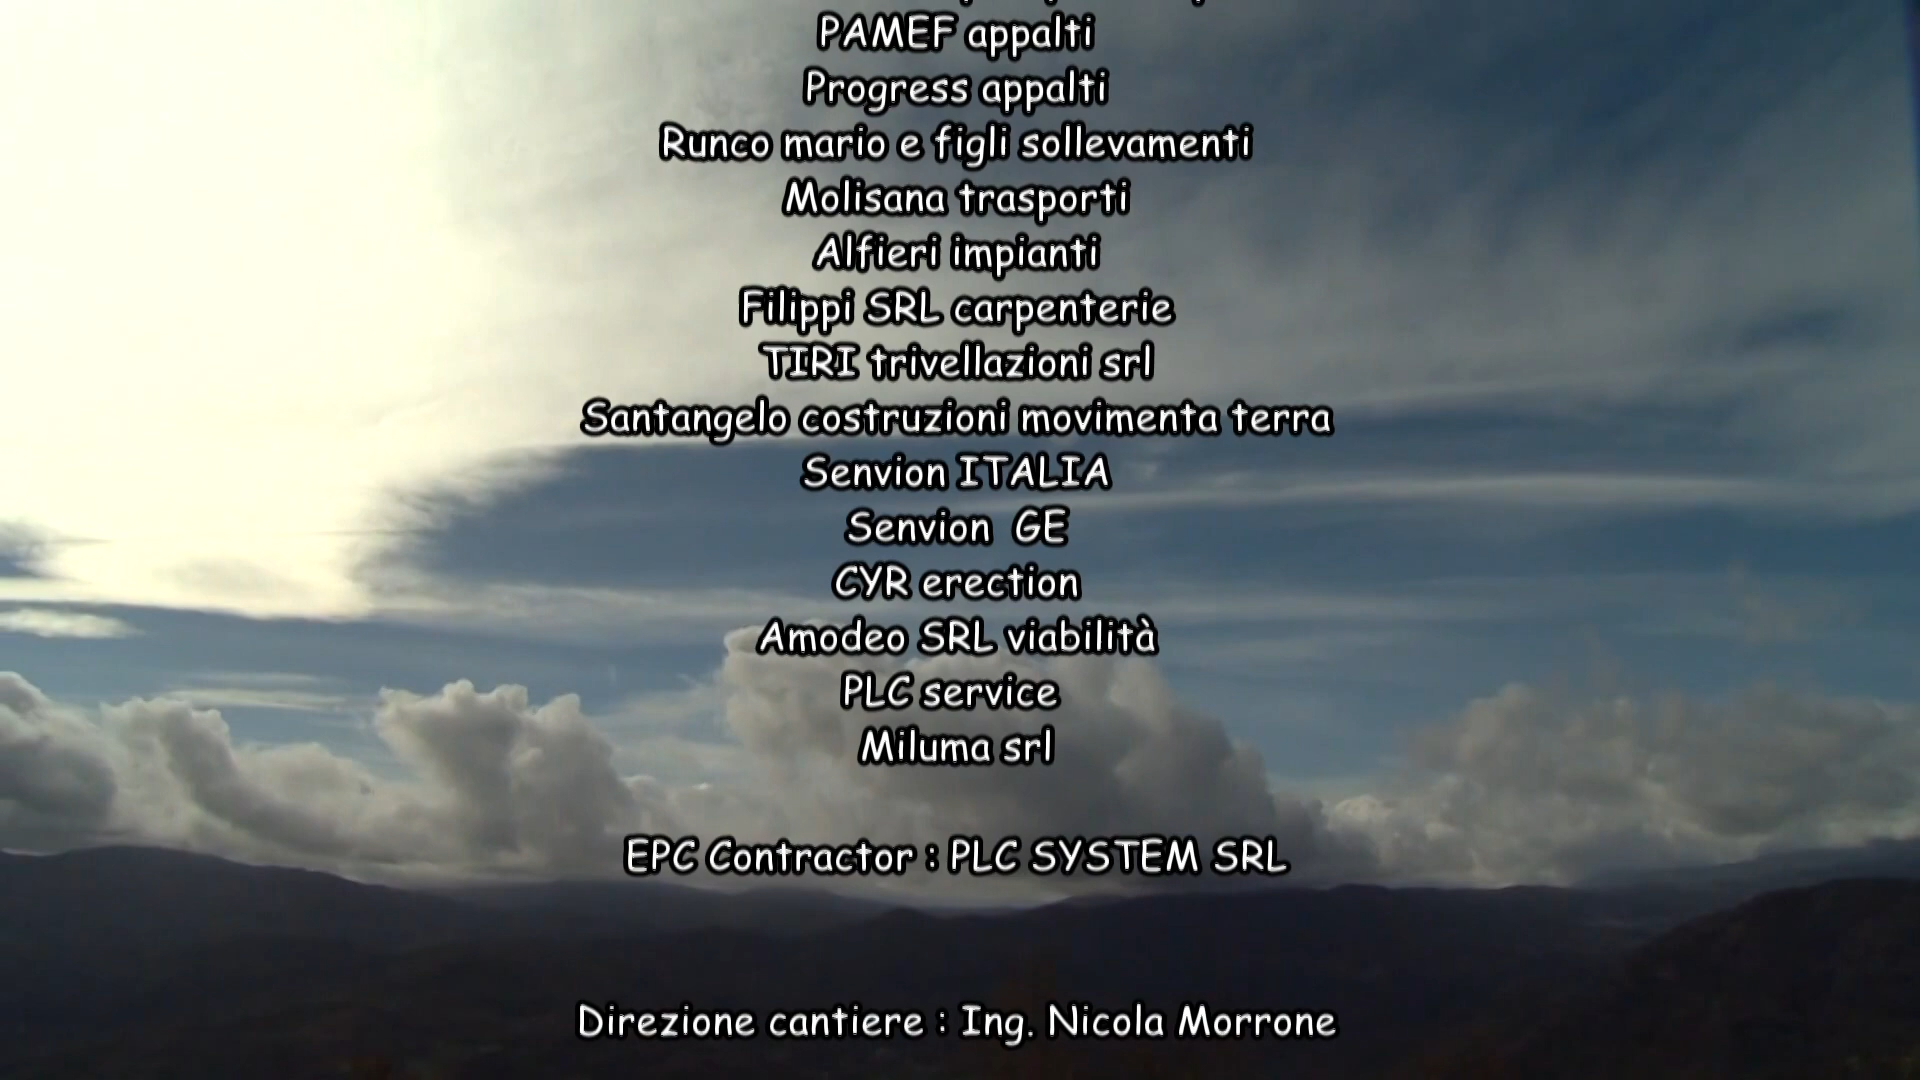 PAMEF appalti
Progress appalti
Runco mario e figli sollevamenti
Molisana trasporti
Alfieri impianti
Filippi SRL carpenterie
TIRI trivellazioni srl
Santangelo costruzioni movimenta terra
Senvion ITALIA
Senvion  GE
CYR erection
Amodeo SRL viabilità
PLC service
Miluma srl
EPC Contractor : PLC SYSTEM SRL
Direzione cantiere : Ing. Nicola Morrone